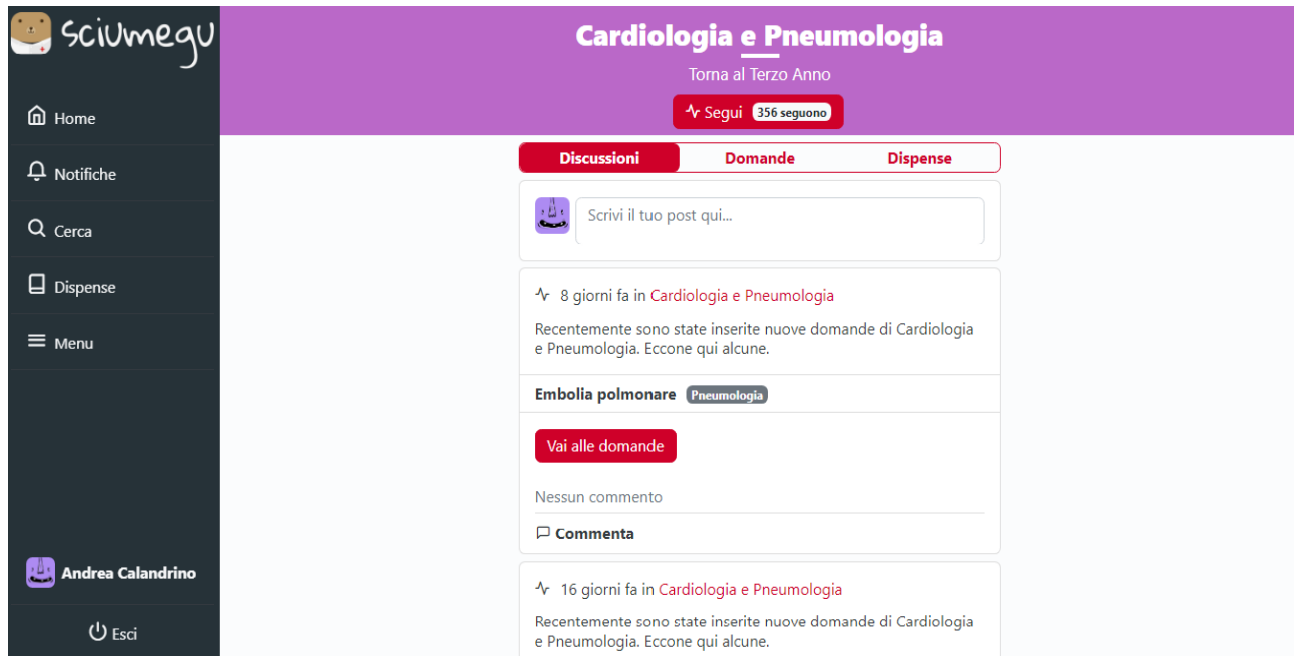 sciumegu
Home
Notifiche
Cerca
Dispense
Menu
Andrea Calandrino
Esci
Cardiologia e Pneumologia
Torna al Terzo Anno
Segui 356 seguono
Discussioni Domande Dispense
Scrivi il tuo post qui...
8 giorni fa in Cardiologia e Pneumologia
Recentemente sono state inserite nuove domande di Cardiologia
e Pneumologia. Eccone qui alcune.
Embolia polmonare Pneumologia
Vai alle domande
Nessun commento
Commenta
16 giorni fa in Cardiologia e Pneumologia
Recentemente sono state inserite nuove domande di Cardiologia
e Pneumologia. Eccone qui alcune.